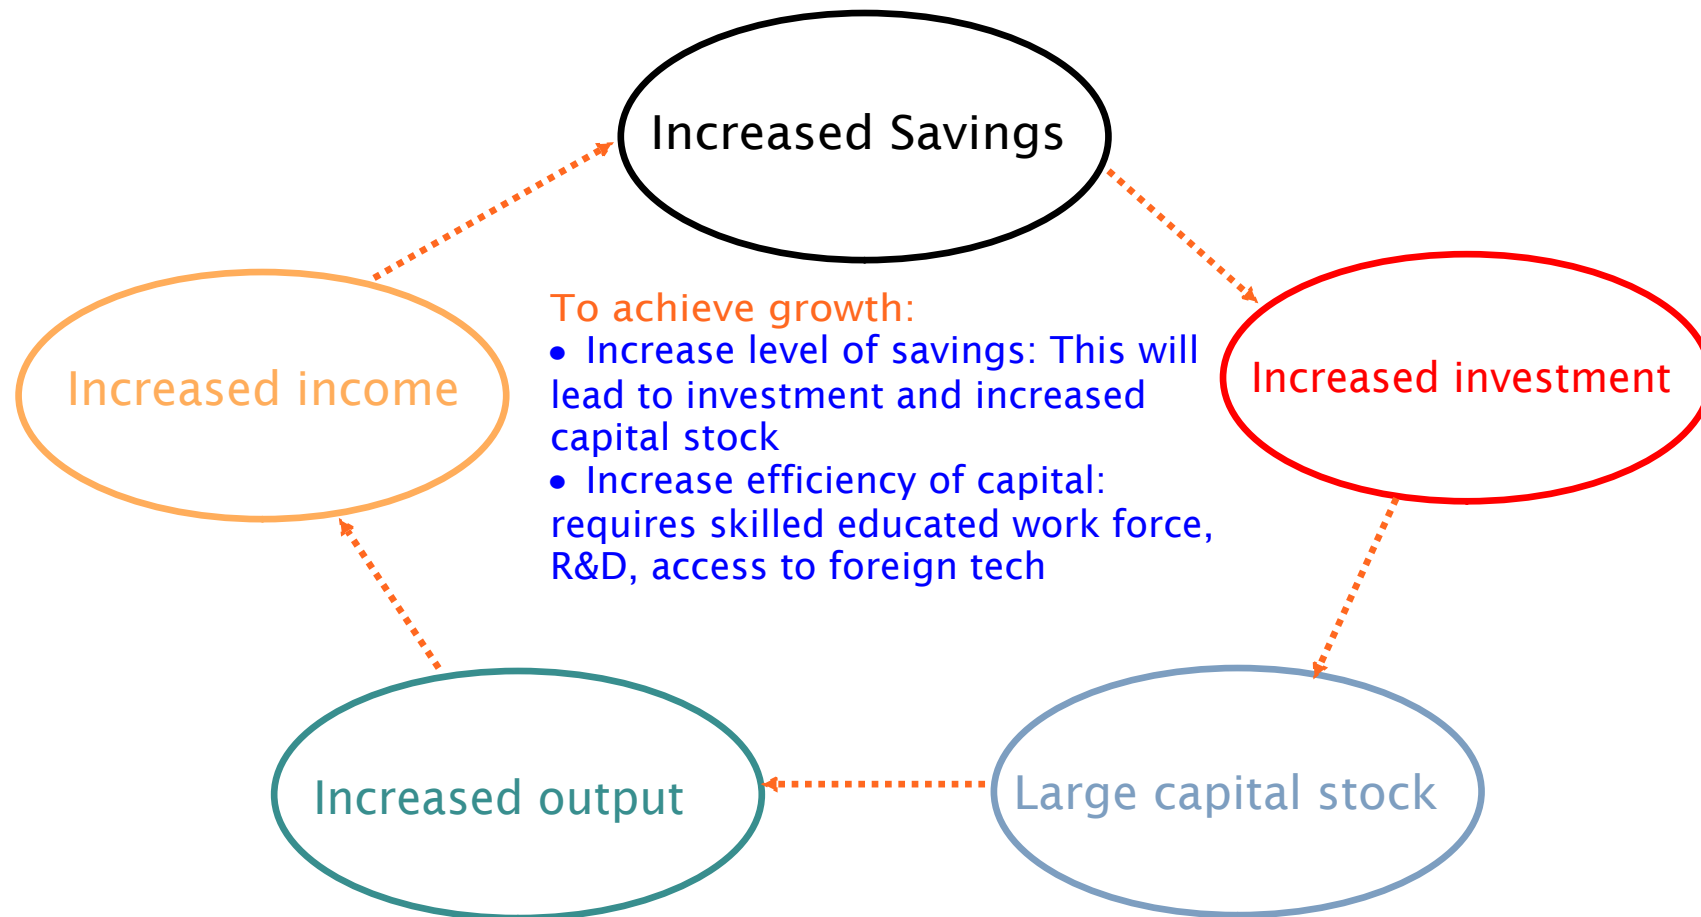 Increased Savings
To achieve growth:
• Increase level of savings: This will
lead to investment and increased
capital stock
• Increase efficiency of capital:
requires skilled educated work force,
R&D, access to foreign tech
Increased income
Increased investment
Increased output
Large capital stock